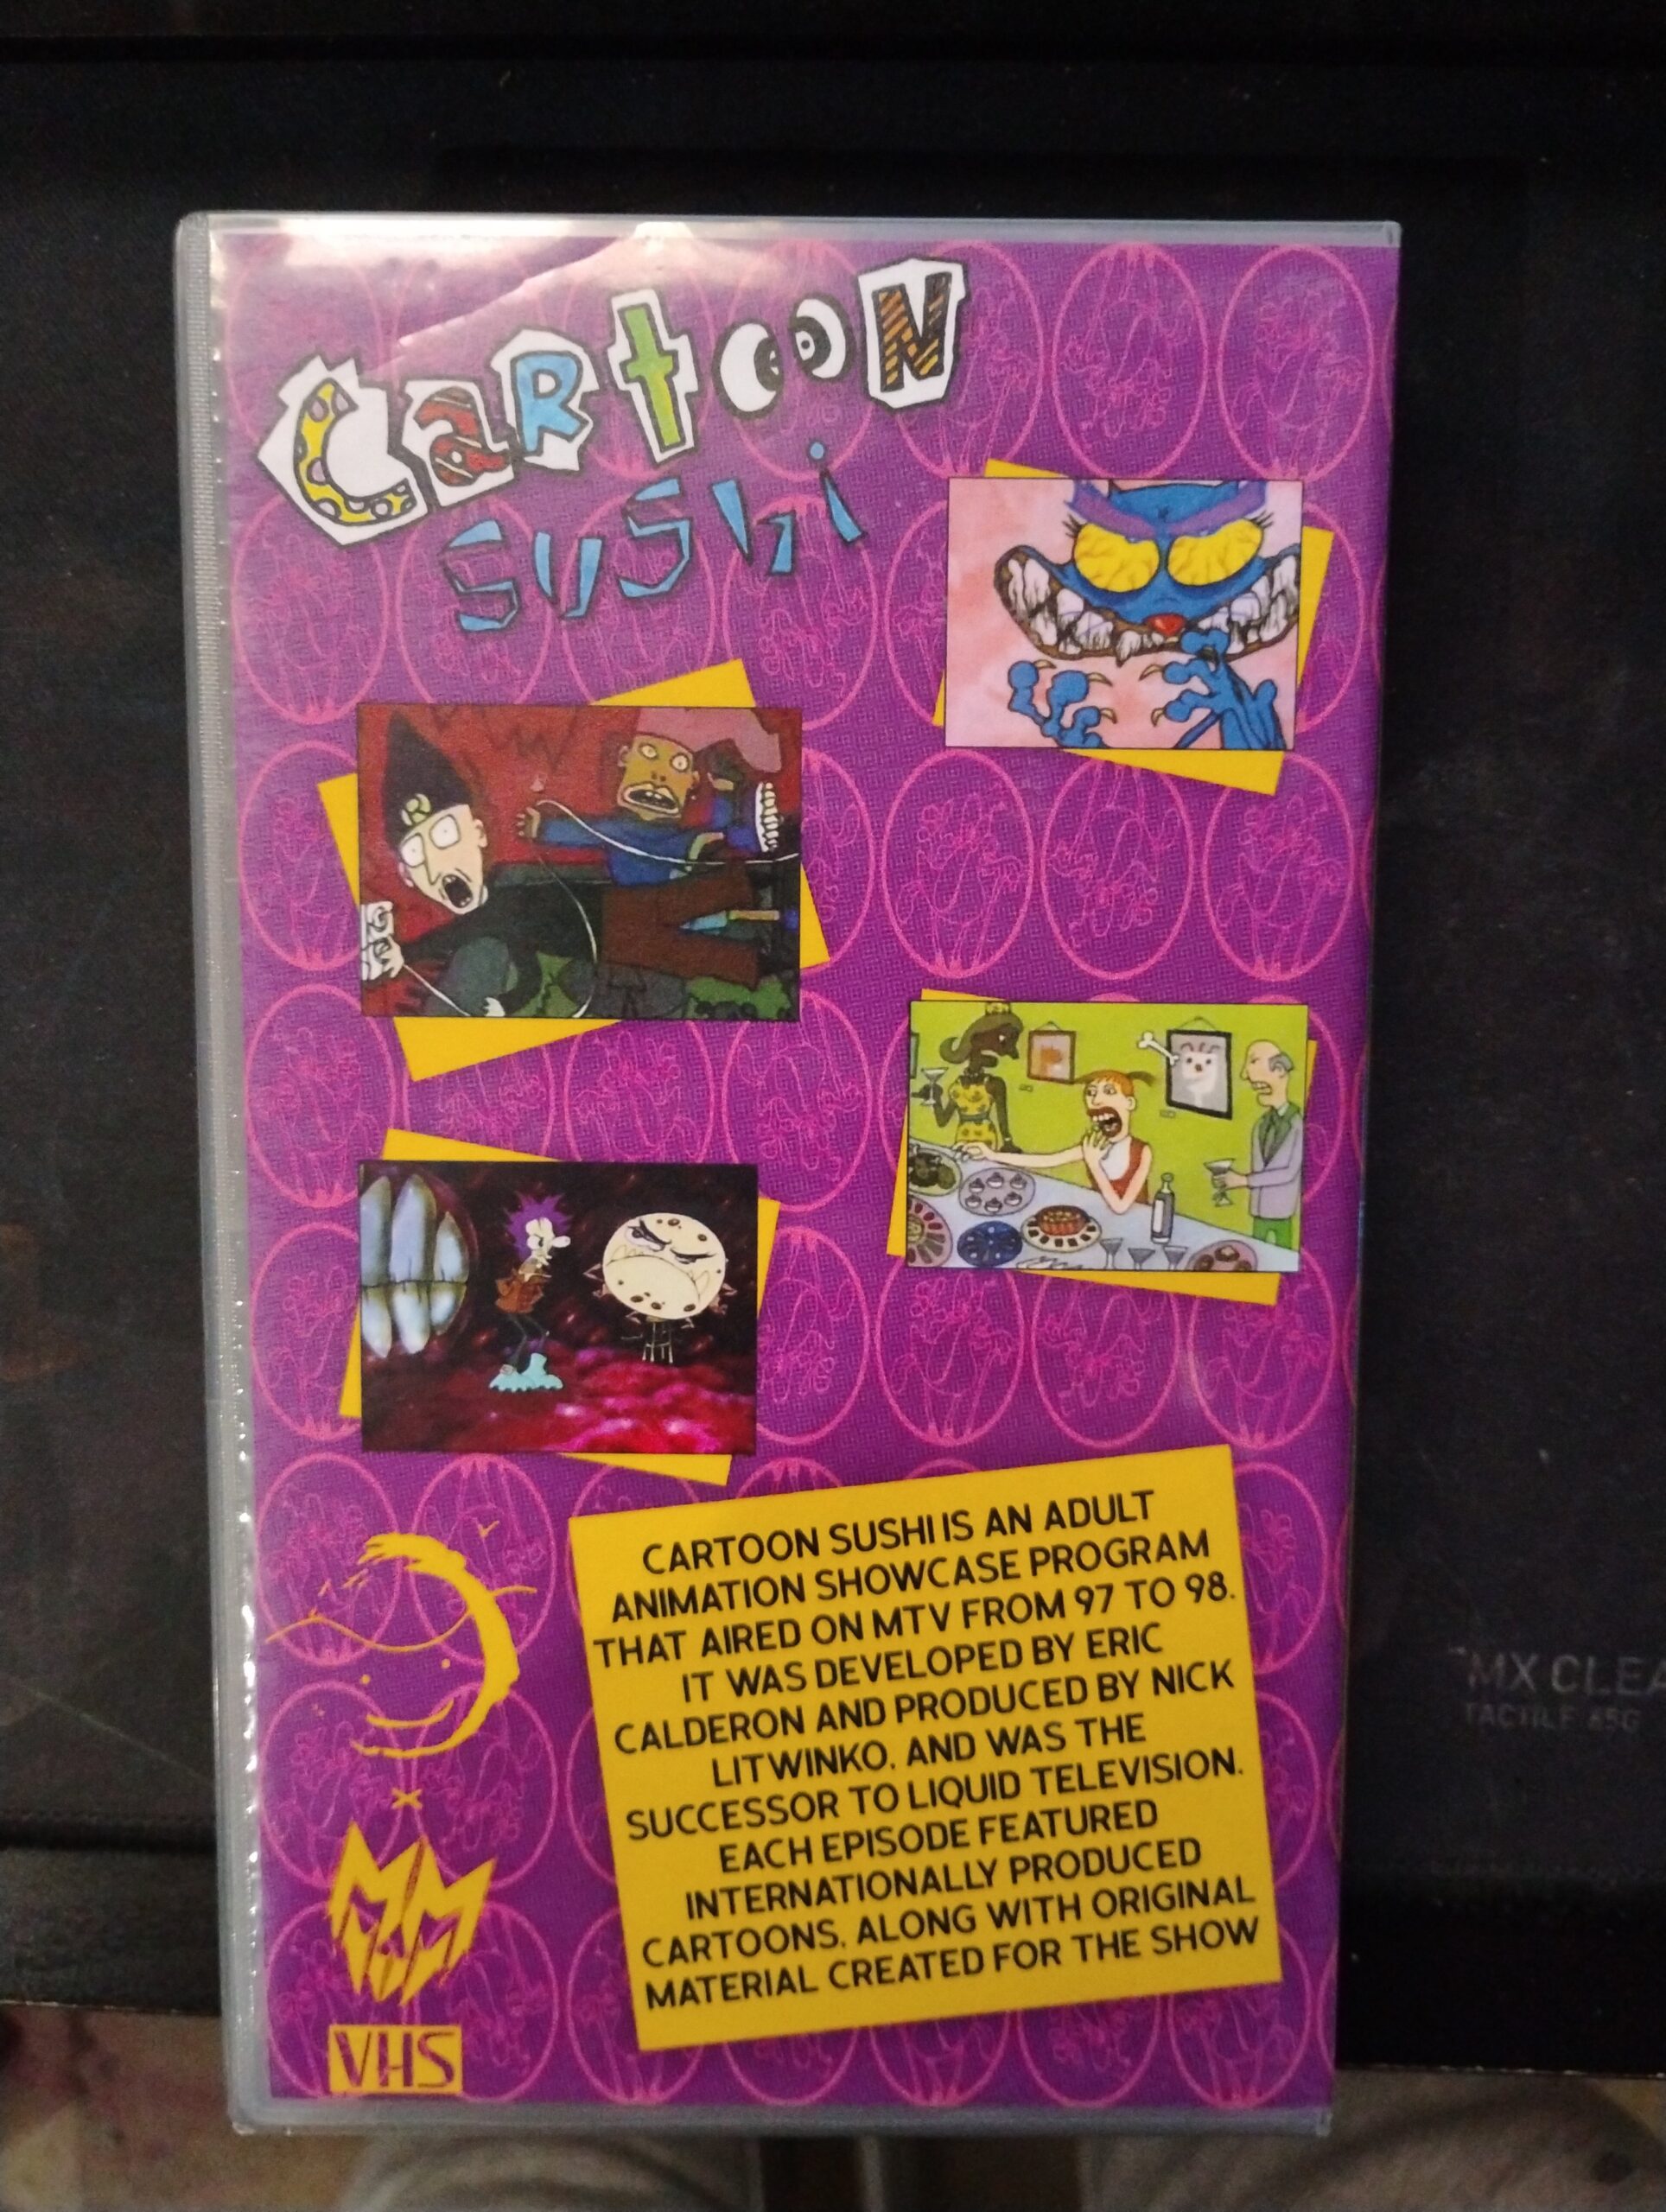 CaRtOON
SuShi
CARTOON SUSHI IS AN ADULT
ANIMATION SHOWCASE PROGRAM
THAT AIRED ON MTV FROM 97 TO 98.
IT WAS DEVELOPED BY ERIC
CALDERON AND PRODUCED BY NICK
LITWINKO. AND WAS THE
SUCCESSOR TO LIQUID TELEVISION.
EACH EPISODE FEATURED
INTERNATIONALLY PRODUCED
CARTOONS. ALONG WITH ORIGINAL
MATERIAL CREATED FOR THE SHOW
x
MM
VHS
MX CLEA
TACTILE 65G